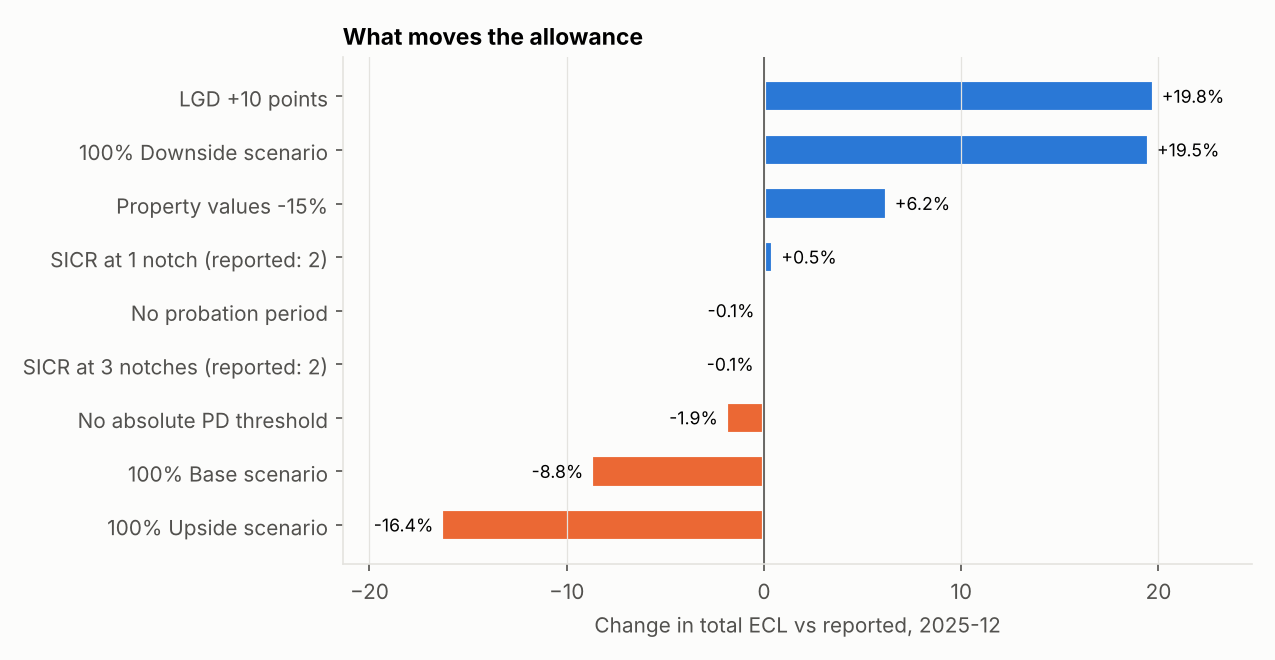 What moves the allowance
LGD +10 points +19.8%
100% Downside scenario +19.5%
Property values -15% +6.2%
SICR at 1 notch (reported: 2) +0.5%
No probation period -0.1%
SICR at 3 notches (reported: 2) -0.1%
No absolute PD threshold -1.9%
100% Base scenario -8.8%
100% Upside scenario -16.4%
−20 −10 0 10 20
Change in total ECL vs reported, 2025-12